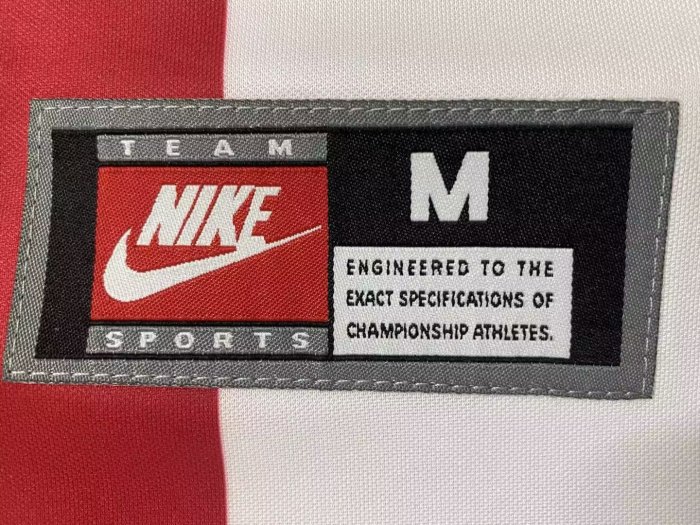 TEAM
NIKE
SPORTS
M
ENGINEERED TO THE
EXACT SPECIFICATIONS OF
CHAMPIONSHIP ATHLETES.